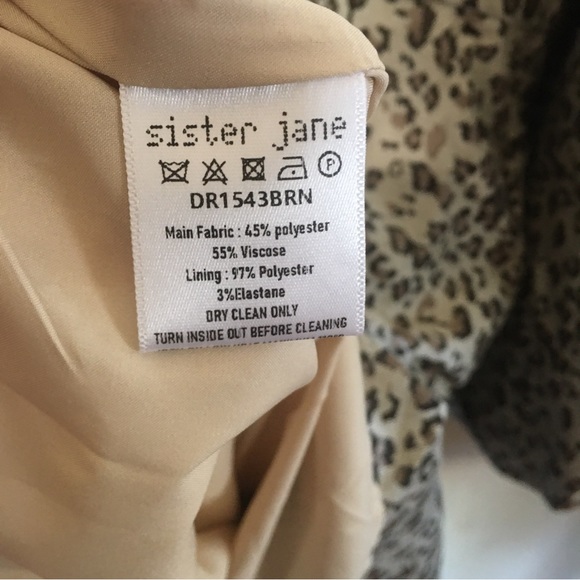 sister jane
P
DR1543BRN
Main Fabric : 45% polyester
55% Viscose
Lining : 97% Polyester
3%Elastane
DRY CLEAN ONLY
TURN INSIDE OUT BEFORE CLEANING